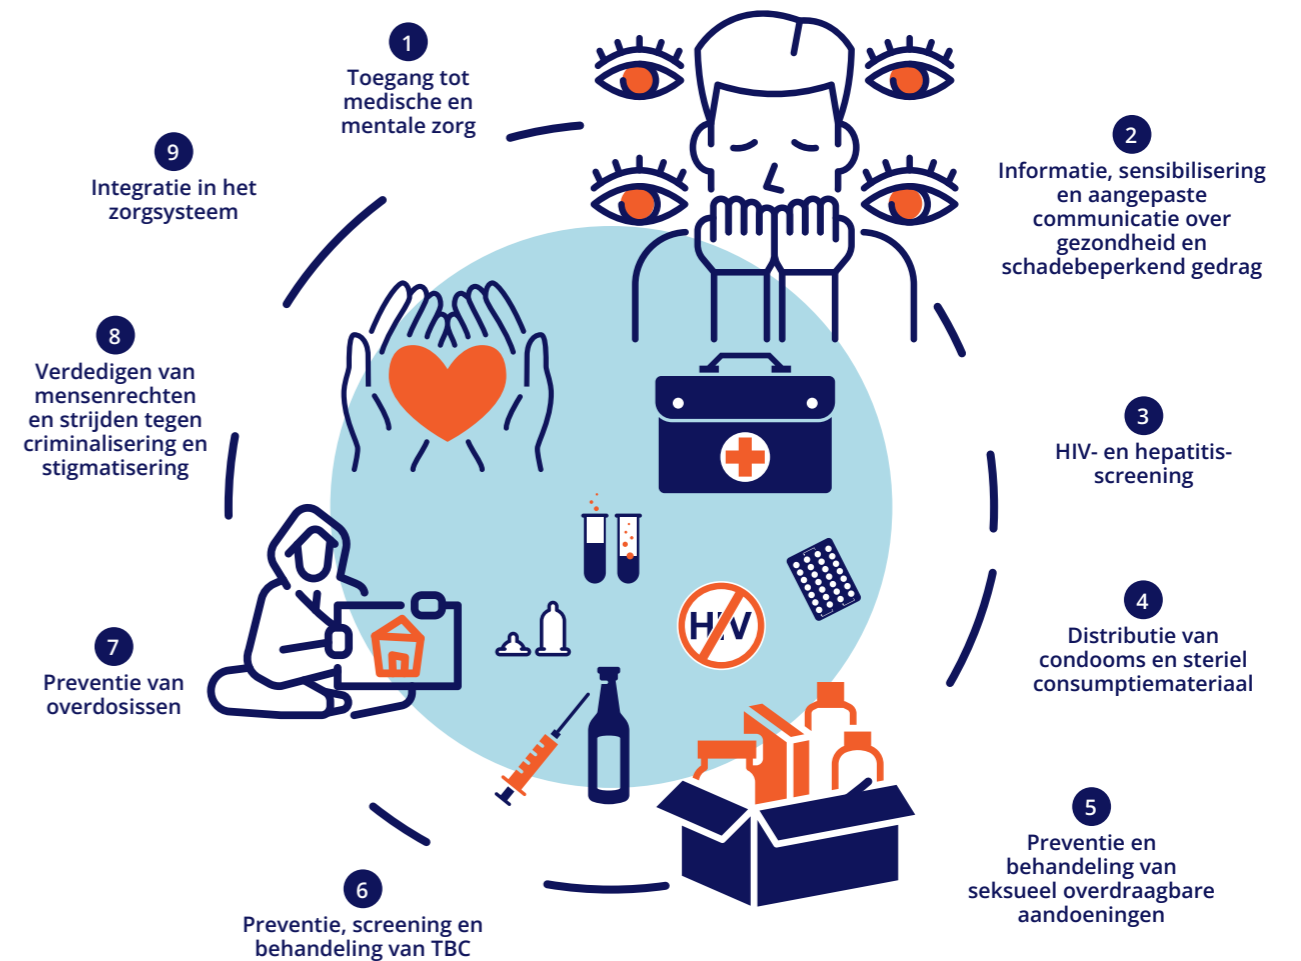 1
Toegang tot
medische en
mentale zorg
2
Informatie, sensibilisering
en aangepaste
communicatie over
gezondheid en
schadebeperkend gedrag
3
HIV- en hepatitis-
screening
4
Distributie van
condooms en steriel
consumptiemateriaal
5
Preventie en
behandeling van
seksueel overdraagbare
aandoeningen
6
Preventie, screening en
behandeling van TBC
7
Preventie van
overdosissen
8
Verdedigen van
mensenrechten
en strijden tegen
criminalisering en
stigmatisering
9
Integratie in het
zorgsysteem
HIV